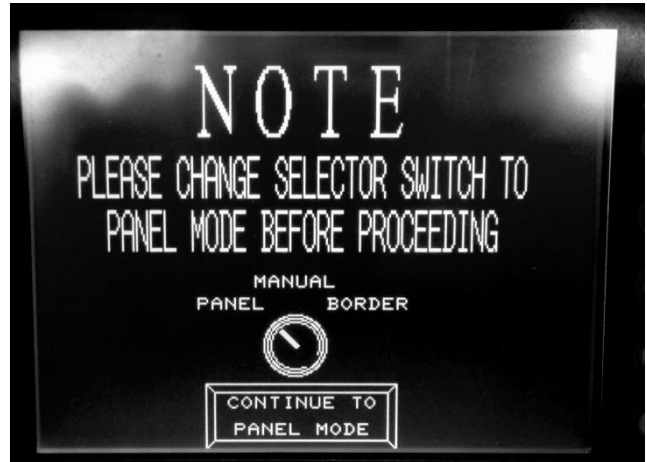 NOTE
PLEASE CHANGE SELECTOR SWITCH TO
PANEL MODE BEFORE PROCEEDING
MANUAL
PANEL BORDER
CONTINUE TO
PANEL MODE